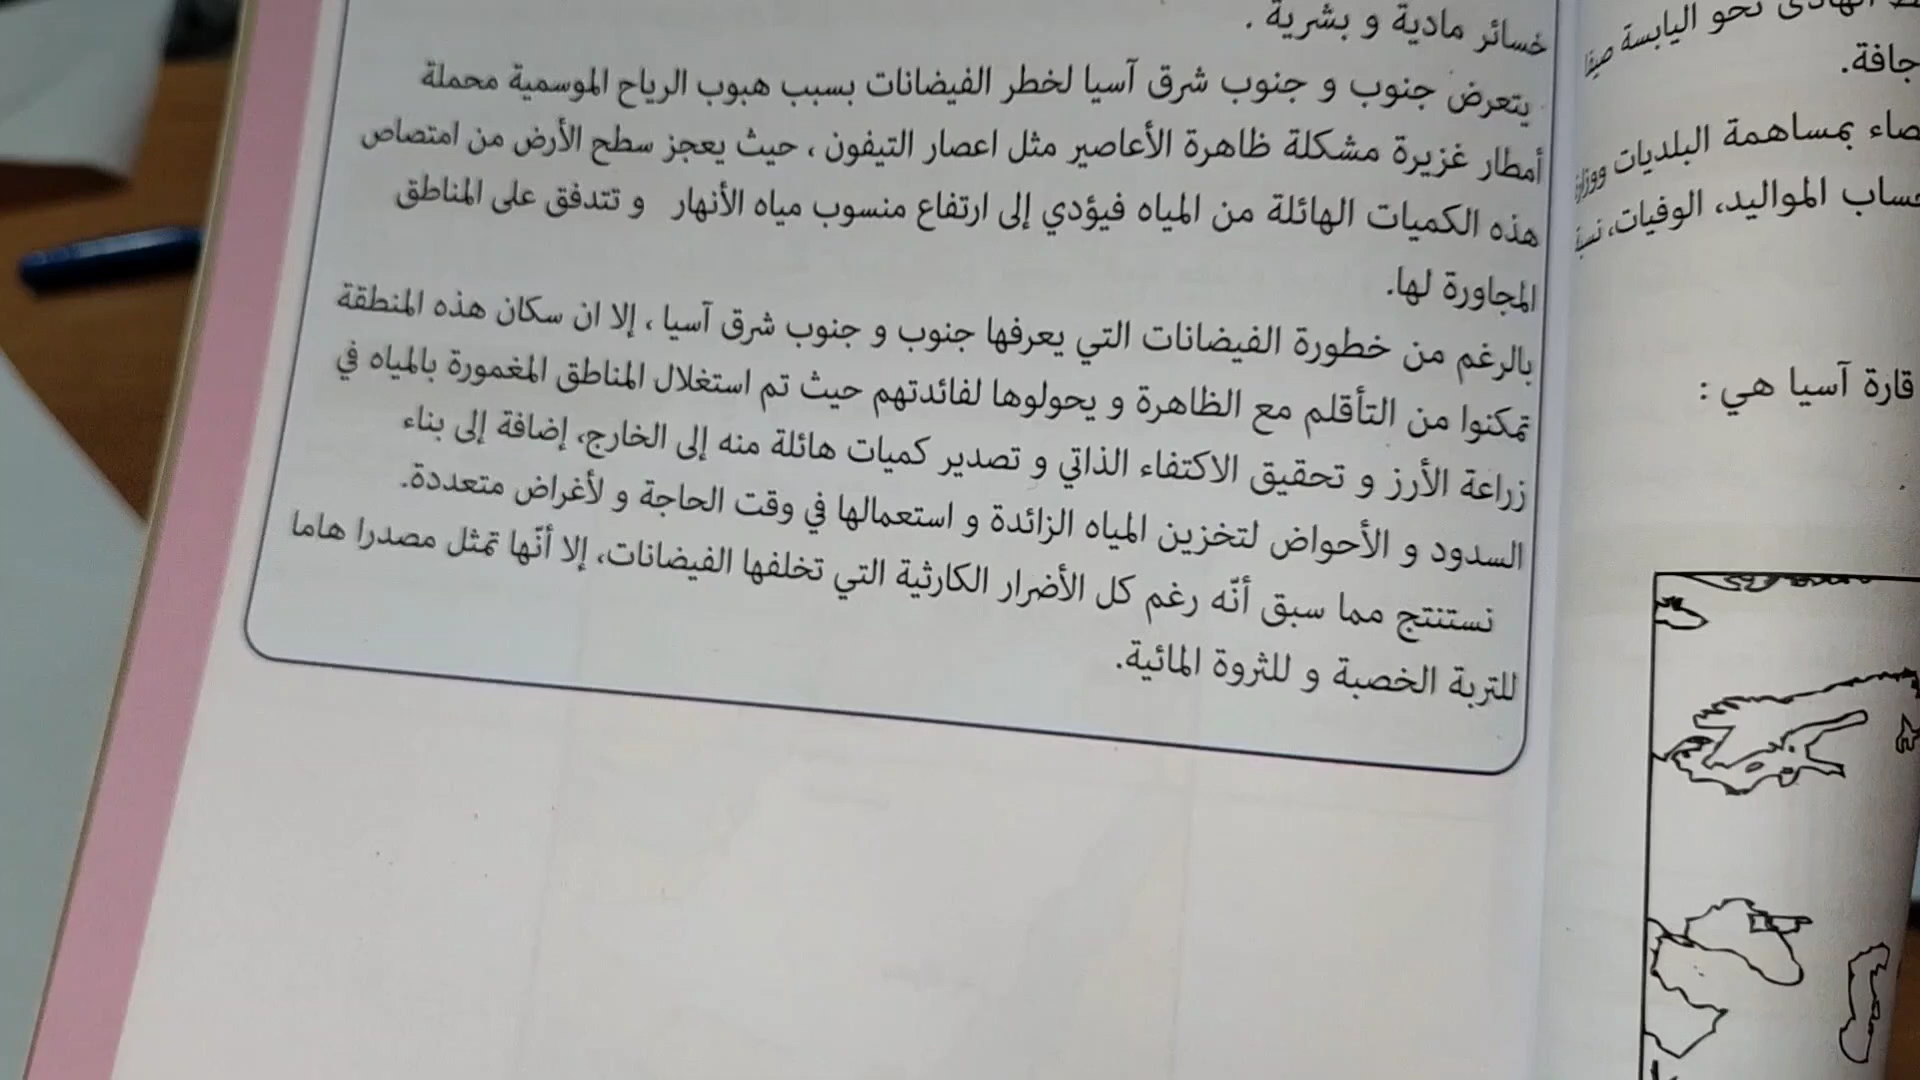 خسائر مادية و بشرية .
يتعرض جنوب و جنوب شرق آسيا لخطر الفيضانات بسبب هبوب الرياح الموسمية محملة
أمطار غزيرة مشكلة ظاهرة الأعاصير مثل اعصار التيفون ، حيث يعجز سطح الأرض من امتصاص
هذه الكميات الهائلة من المياه فيؤدي إلى ارتفاع منسوب مياه الأنهار و تتدفق على المناطق
المجاورة لها.
بالرغم من خطورة الفيضانات التي يعرفها جنوب و جنوب شرق آسيا ، إلا ان سكان هذه المنطقة
تمكنوا من التأقلم مع الظاهرة و يحولوها لفائدتهم حيث تم استغلال المناطق المغمورة بالمياه في
زراعة الأرز و تحقيق الاكتفاء الذاتي و تصدير كميات هائلة منه إلى الخارج، إضافة إلى بناء
السدود و الأحواض لتخزين المياه الزائدة و استعمالها في وقت الحاجة و لأغراض متعددة.
نستنتج مما سبق أنّه رغم كل الأضرار الكارثية التي تخلفها الفيضانات، إلا أنّها تمثل مصدرا هاما
للتربة الخصبة و للثروة المائية.
نحو اليابسة صيفا
جافة.
بمساهمة البلديات
المواليد، الوفيات،
قارة آسيا هي :